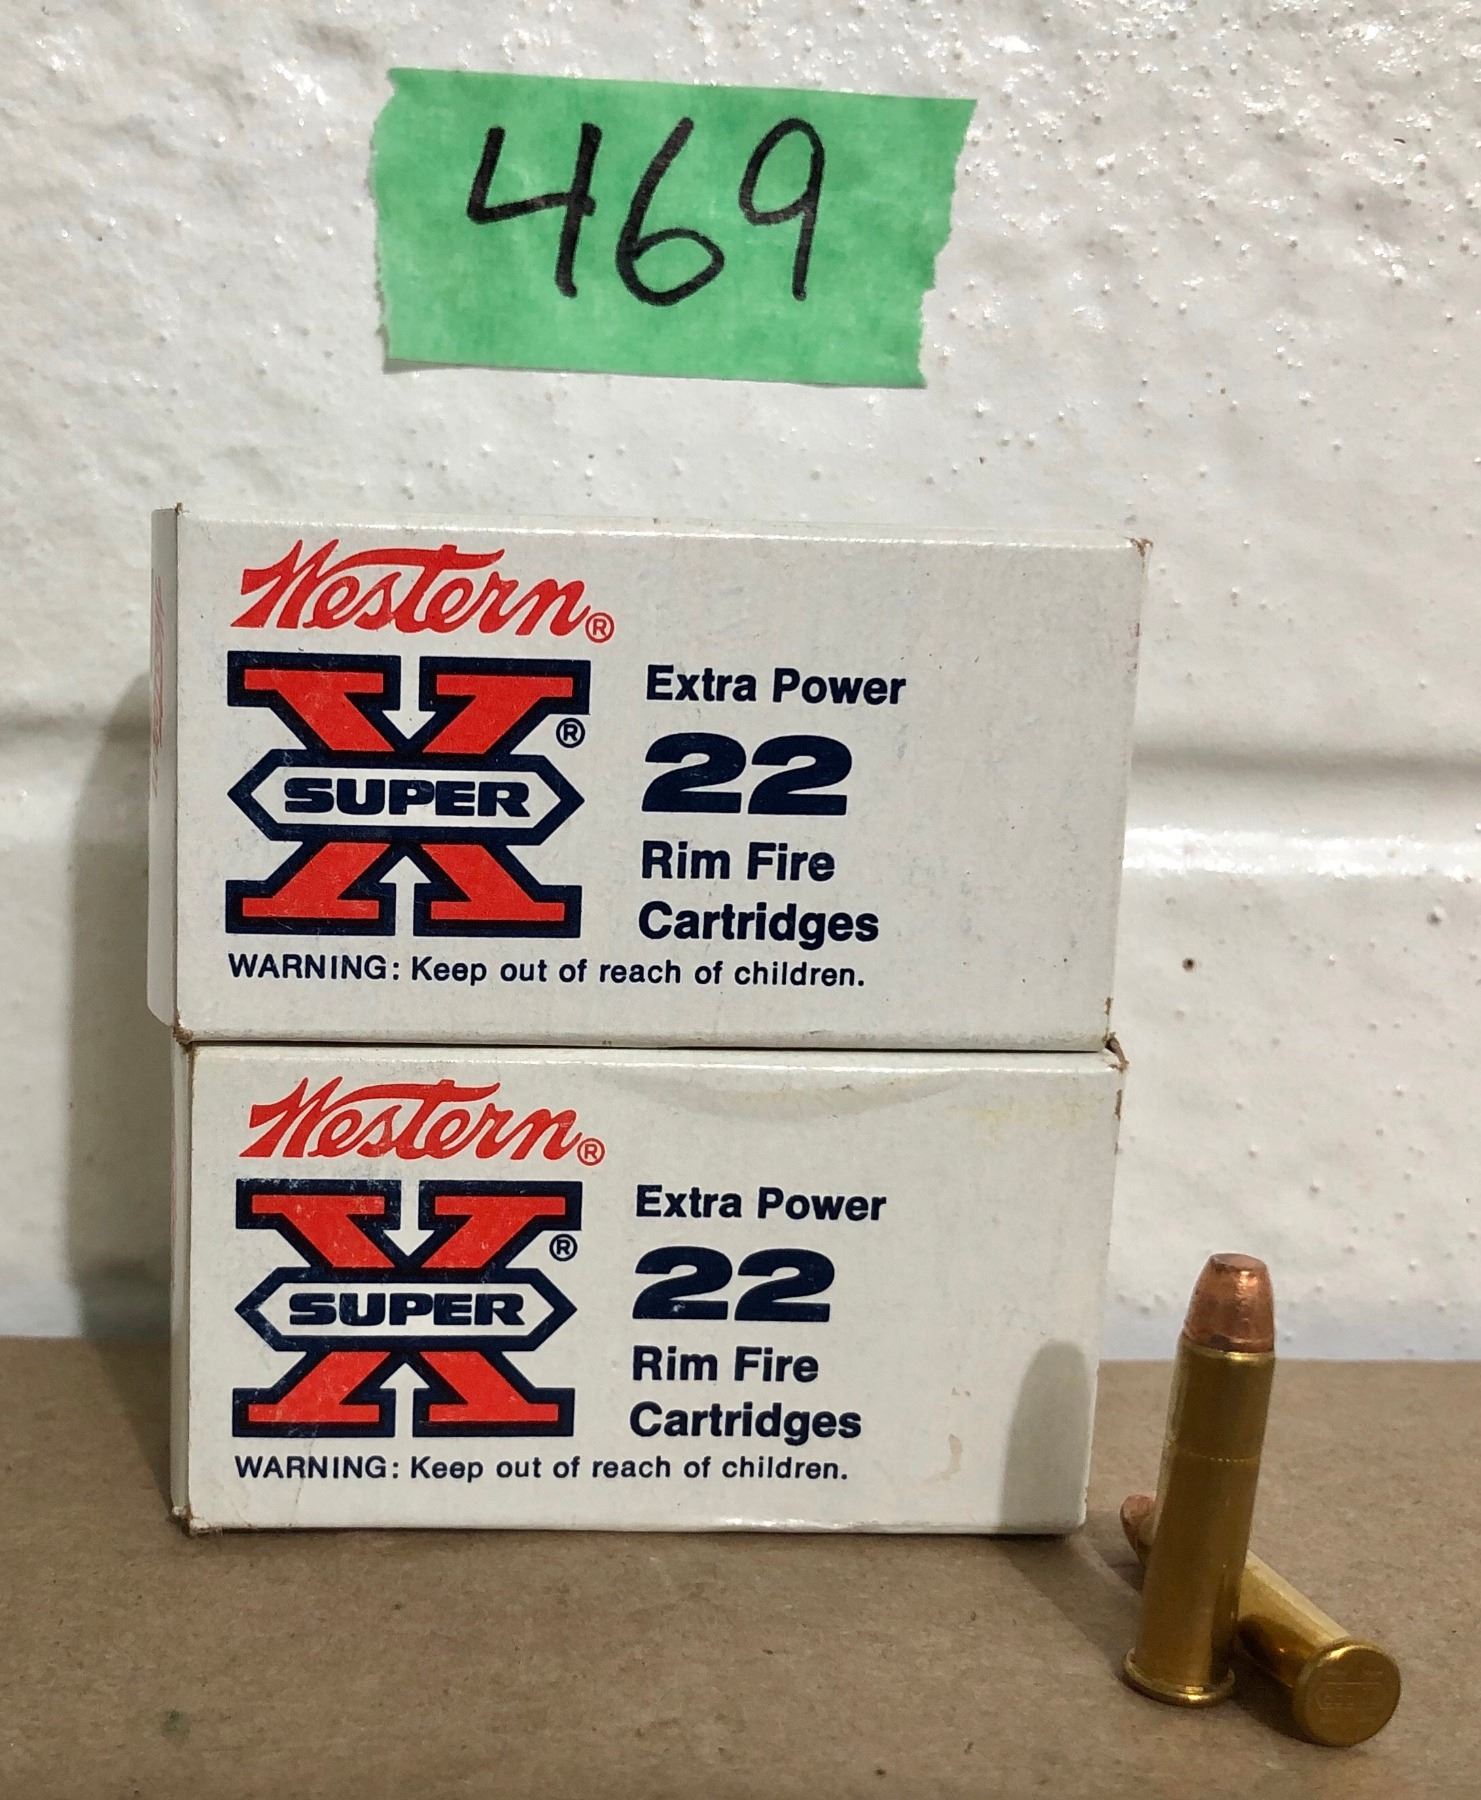 469
Western®
X®
SUPER
Extra Power
22
Rim Fire
Cartridges
WARNING: Keep out of reach of children.
Western®
X®
SUPER
Extra Power
22
Rim Fire
Cartridges
WARNING: Keep out of reach of children.